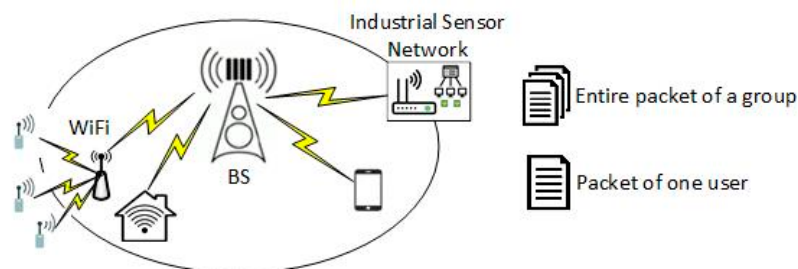 Industrial Sensor
Network
WiFi
BS
Entire packet of a group
Packet of one user